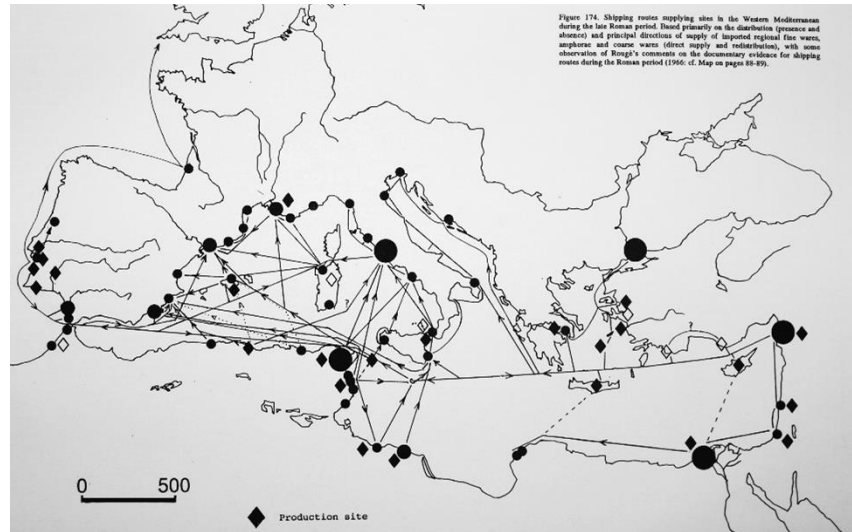 Figure 174. Shipping routes supplying sites in the Western Mediterranean
during the late Roman period. Based primarily on the distribution (presence and
absence) and principal directions of supply of imported regional fine wares,
amphorae and coarse wares (direct supply and redistribution), with some
observation of Rougé's comments on the documentary evidence for shipping
routes during the Roman period (1966: cf. Map on pages 88-89).
?
?
0 500
Production site